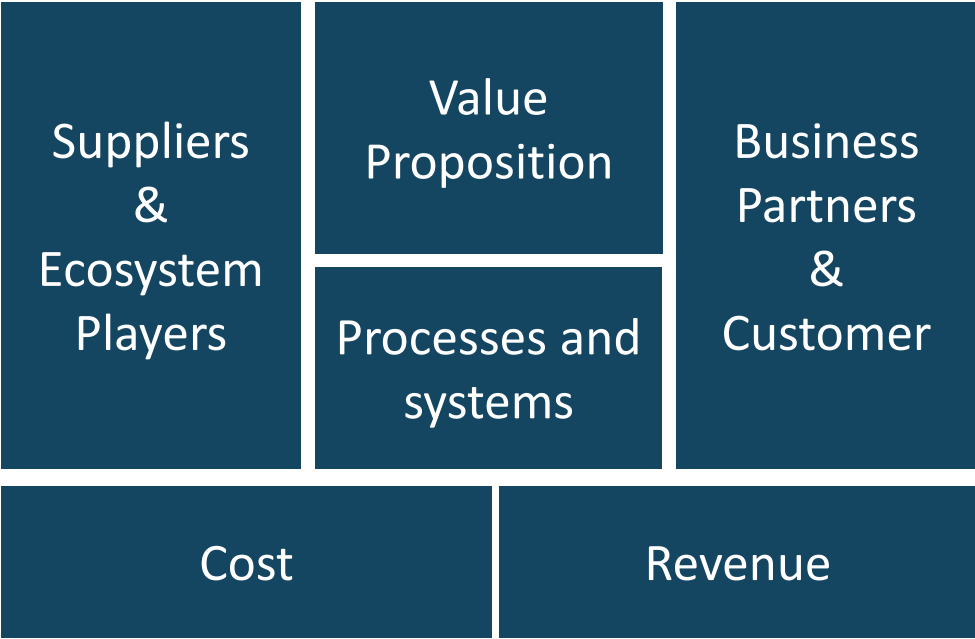 Suppliers
&
Ecosystem
Players
Value
Proposition
Processes and
systems
Business
Partners
&
Customer
Cost
Revenue